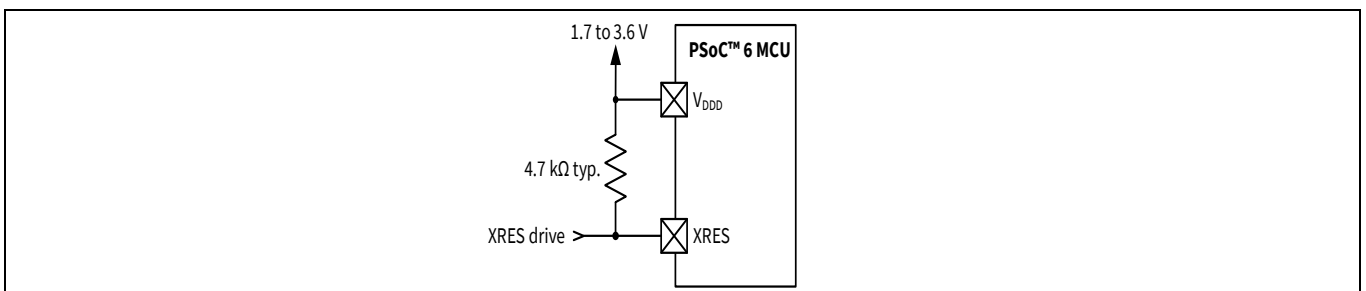 1.7 to 3.6 V
PSoC™ 6 MCU
VDDD
4.7 kΩ typ.
XRES drive
XRES